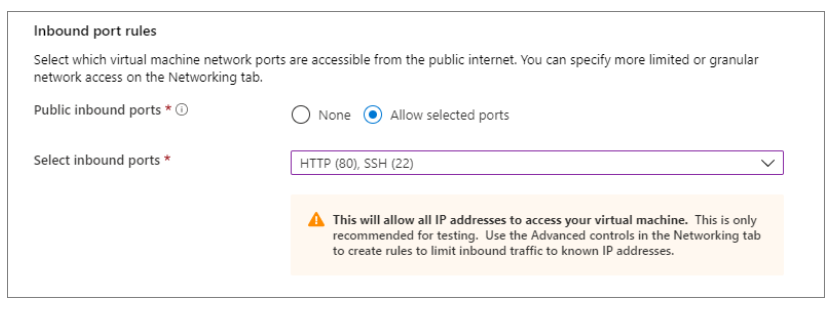 Inbound port rules
Select which virtual machine network ports are accessible from the public internet. You can specify more limited or granular
network access on the Networking tab.
Public inbound ports * None Allow selected ports
Select inbound ports * HTTP (80), SSH (22)
This will allow all IP addresses to access your virtual machine. This is only
recommended for testing. Use the Advanced controls in the Networking tab
to create rules to limit inbound traffic to known IP addresses.